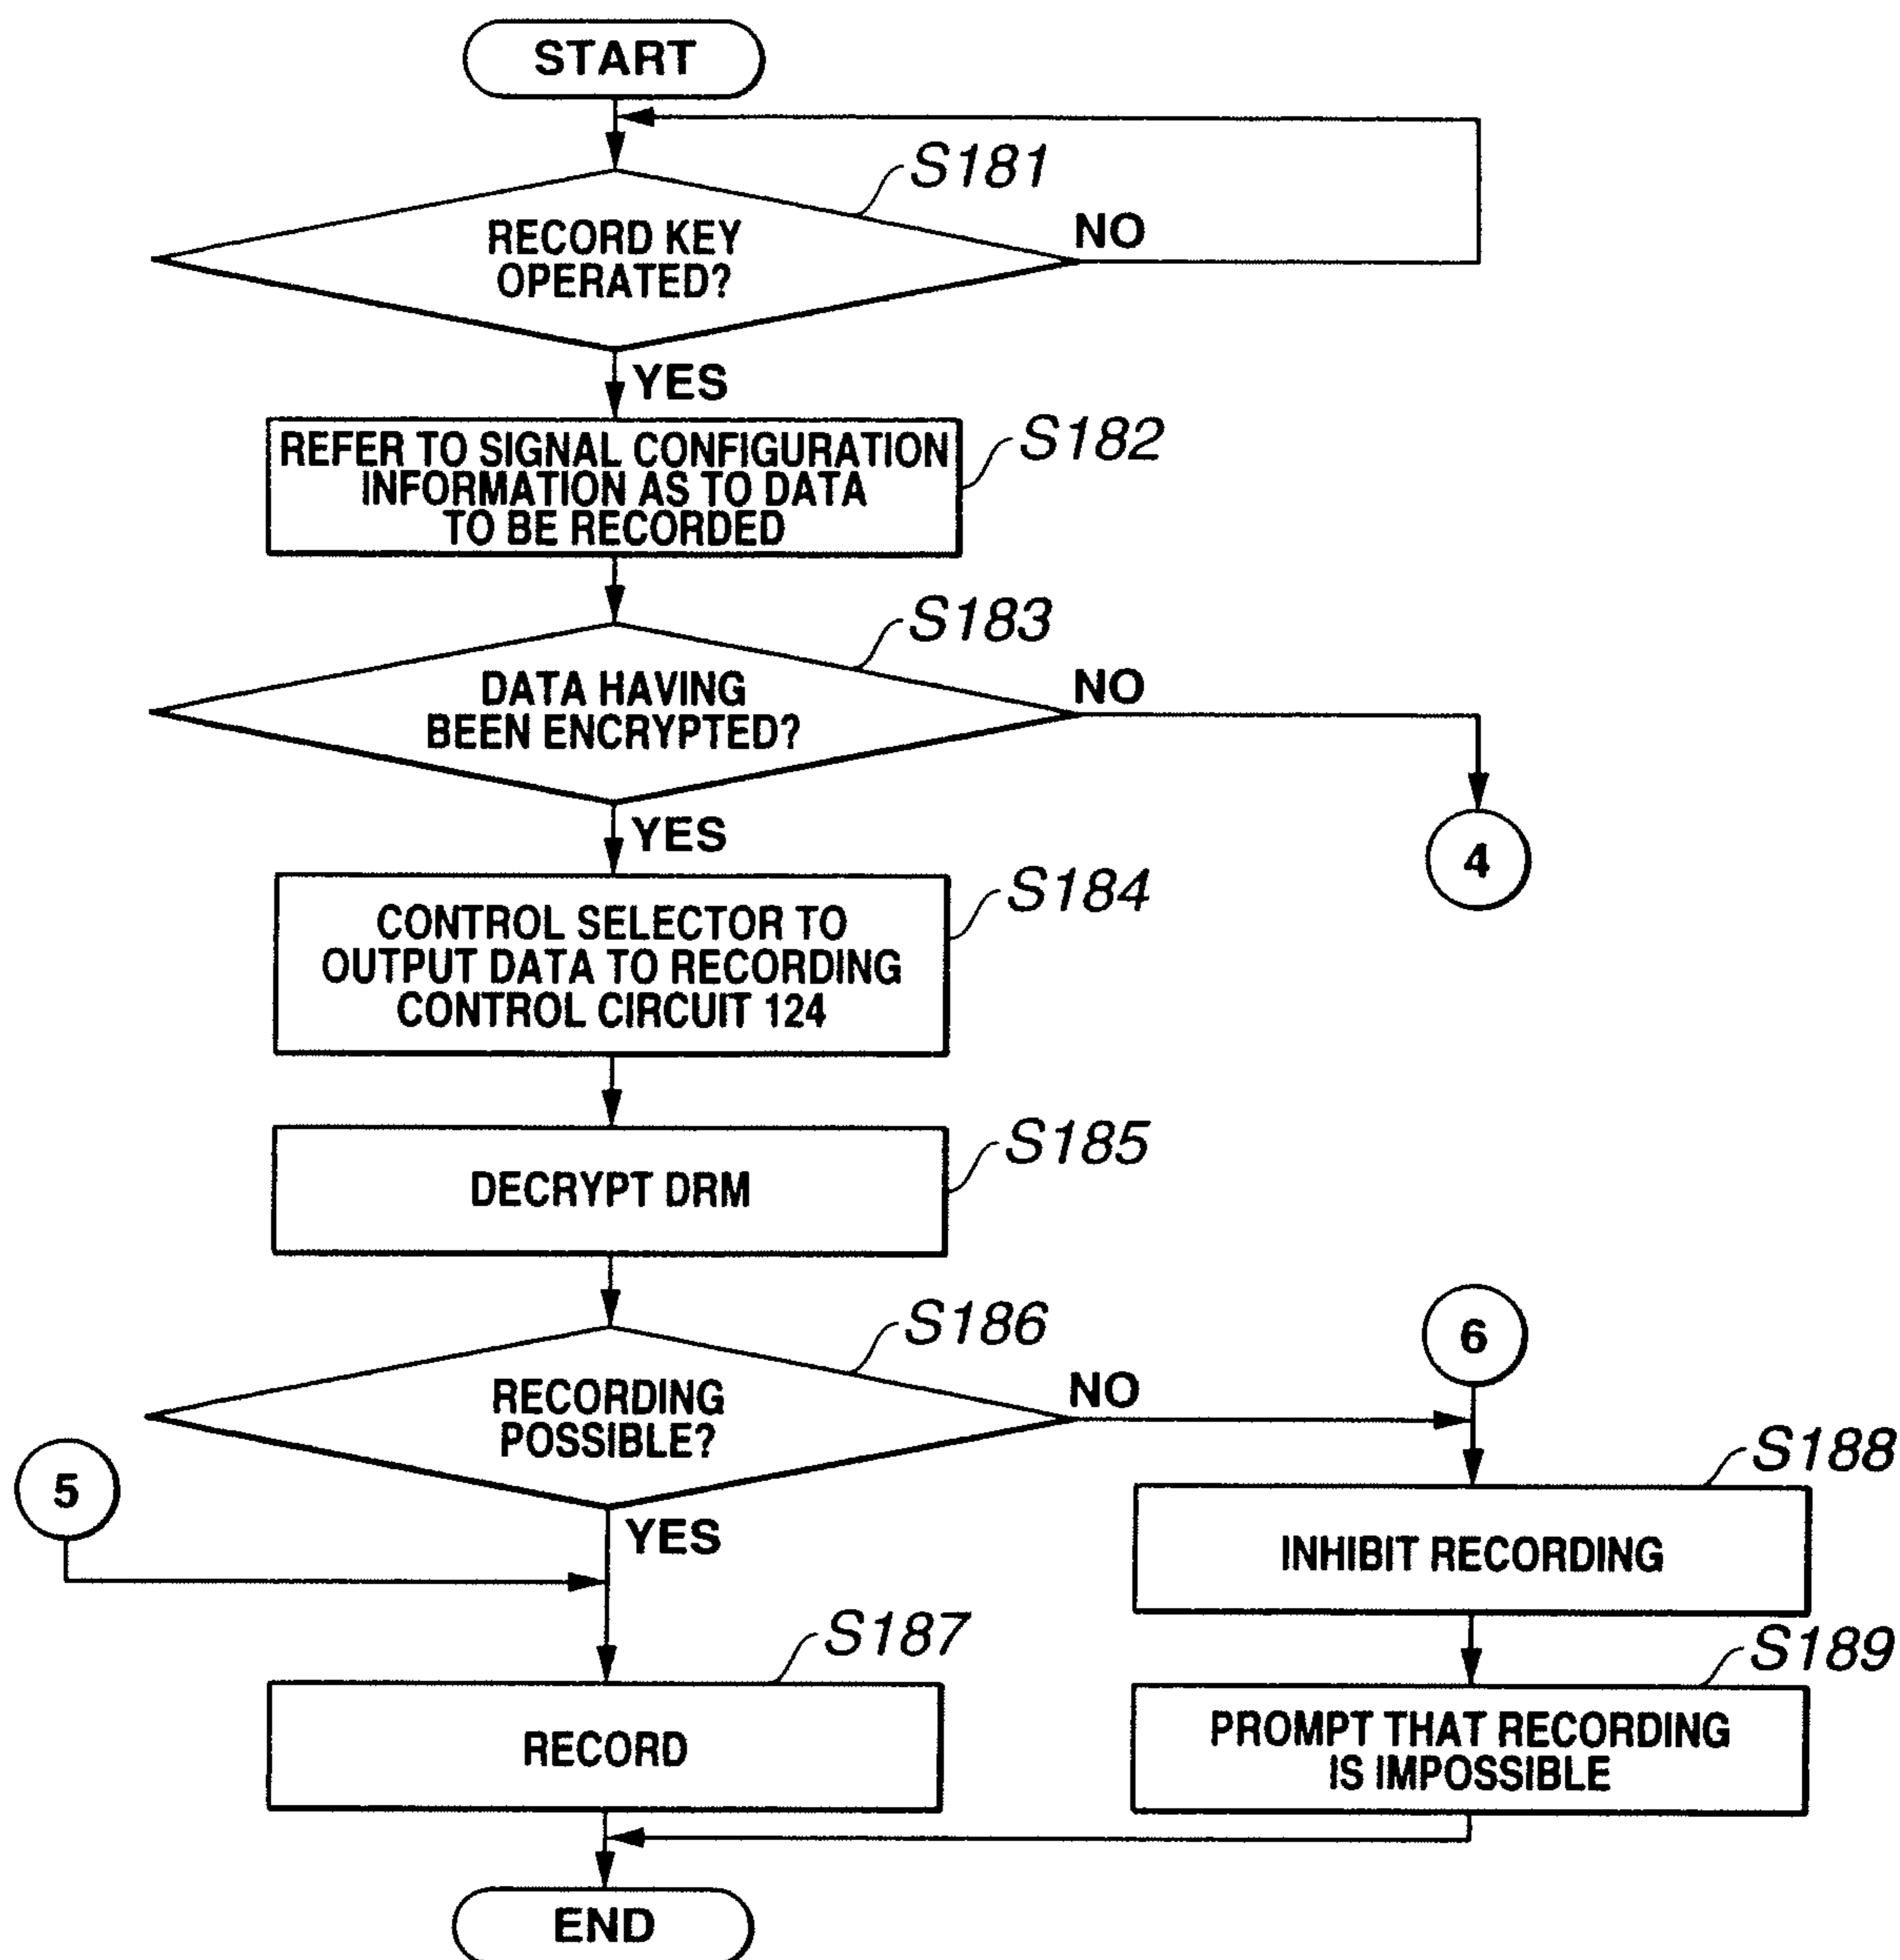 START
S181
RECORD KEY
OPERATED?
NO
YES
REFER TO SIGNAL CONFIGURATION
INFORMATION AS TO DATA
TO BE RECORDED
S182
S183
DATA HAVING
BEEN ENCRYPTED?
NO
YES
4
CONTROL SELECTOR TO
OUTPUT DATA TO RECORDING
CONTROL CIRCUIT 124
S184
DECRYPT DRM
S185
S186
RECORDING
POSSIBLE?
NO
6
5
YES
S188
INHIBIT RECORDING
S187
RECORD
S189
PROMPT THAT RECORDING
IS IMPOSSIBLE
END